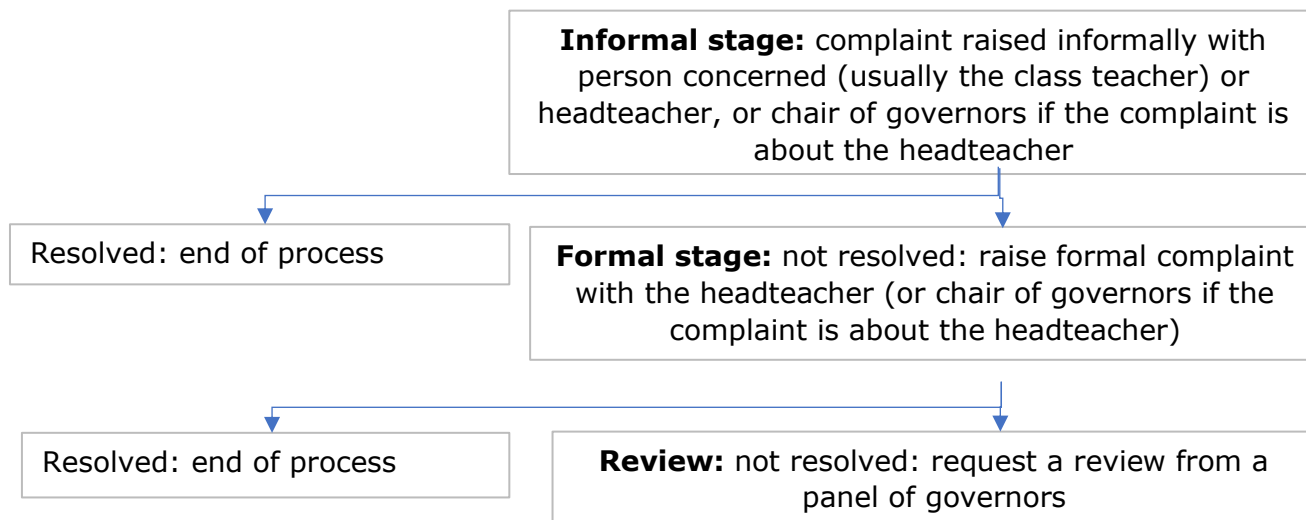 Informal stage: complaint raised informally with
person concerned (usually the class teacher) or
headteacher, or chair of governors if the complaint is
about the headteacher
Resolved: end of process
Formal stage: not resolved: raise formal complaint
with the headteacher (or chair of governors if the
complaint is about the headteacher)
Resolved: end of process
Review: not resolved: request a review from a
panel of governors